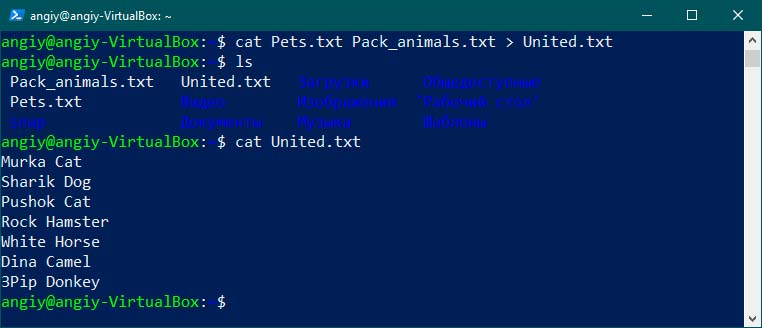 angiy@angiy-VirtualBox: ~
angiy@angiy-VirtualBox:~$ cat Pets.txt Pack_animals.txt > United.txt
angiy@angiy-VirtualBox:~$ ls
Pack_animals.txt United.txt Загрузки Общедоступные
Pets.txt Видео Изображения 'Рабочий стол'
snap Документы Музыка Шаблоны
angiy@angiy-VirtualBox:~$ cat United.txt
Murka Cat
Sharik Dog
Pushok Cat
Rock Hamster
White Horse
Dina Camel
3Pip Donkey
angiy@angiy-VirtualBox:~$